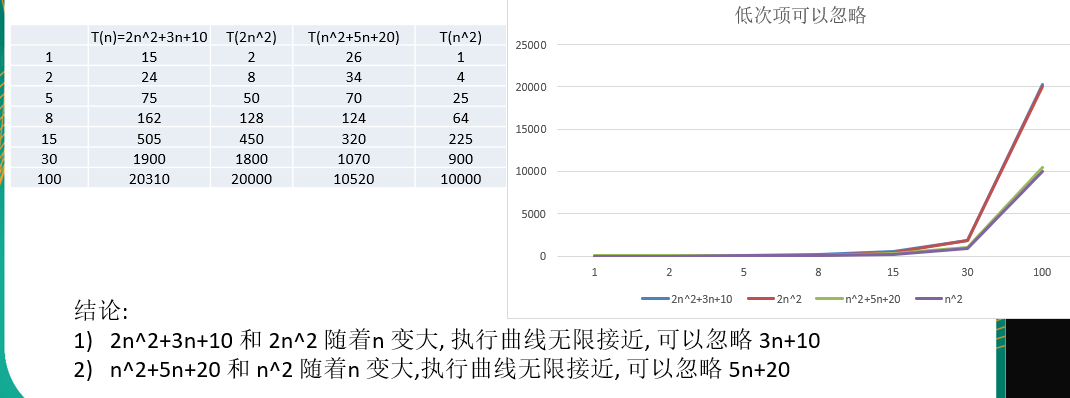 T(n)=2n^2+3n+10 T(2n^2) T(n^2+5n+20) T(n^2)
1 15 2 26 1
2 24 8 34 4
5 75 50 70 25
8 162 128 124 64
15 505 450 320 225
30 1900 1800 1070 900
100 20310 20000 10520 10000
低次项可以忽略
25000
20000
15000
10000
5000
0
1 2 5 8 15 30 100
2n^2+3n+10 2n^2 n^2+5n+20 n^2
结论:
1) 2n^2+3n+10 和 2n^2 随着n 变大, 执行曲线无限接近, 可以忽略 3n+10
2) n^2+5n+20 和 n^2 随着n 变大,执行曲线无限接近, 可以忽略 5n+20